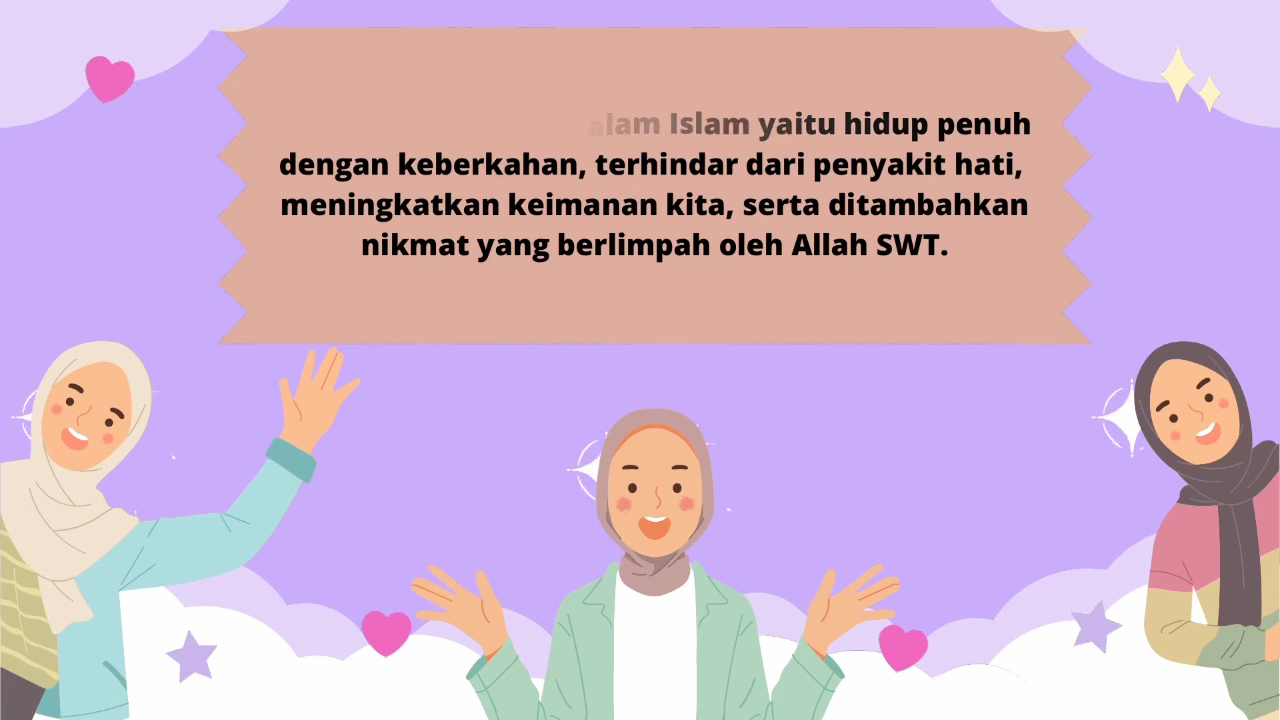 alam Islam yaitu hidup penuh
dengan keberkahan, terhindar dari penyakit hati,
meningkatkan keimanan kita, serta ditambahkan
nikmat yang berlimpah oleh Allah SWT.